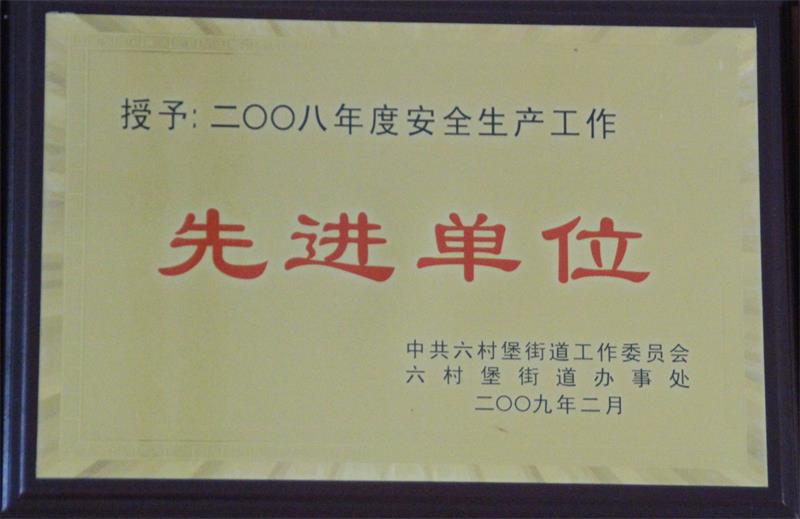 授予:二〇〇八年度安全生产工作
先进单位
中共六村堡街道工作委员会
六村堡街道办事处
二〇〇九年二月